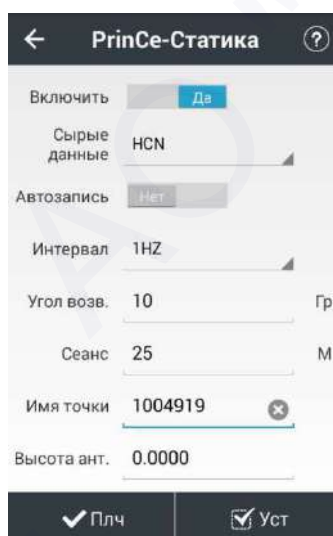 PrinCe-Статика ?
Включить Да
Сырые данные HCN
Автозапись Нет
Интервал 1HZ
Угол возв. 10 Гр
Сеанс 25 М
Имя точки 1004919
Высота ант. 0.0000
Плч Уст